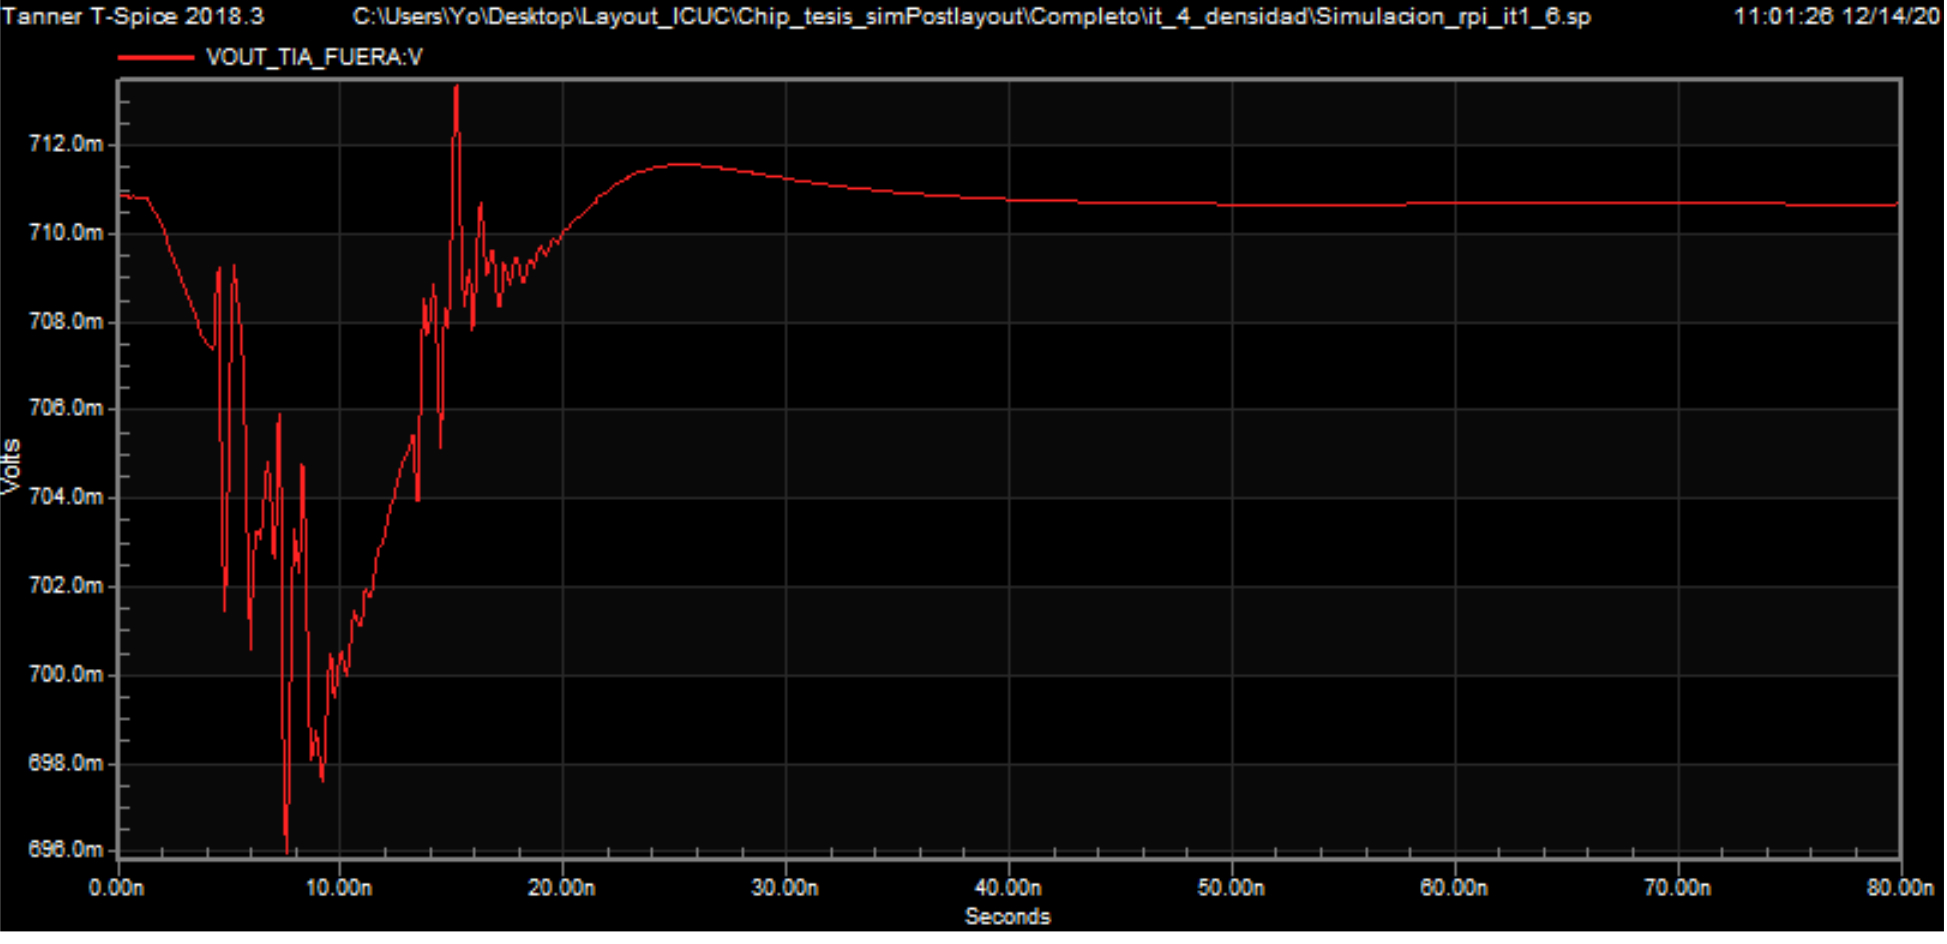 Tanner T-Spice 2018.3 C:\Users\Yo\Desktop\Layout_ICUC\Chip_tesis_simPostlayout\Completo\it_4_densidad\Simulacion_rpi_it1_6.sp 11:01:26 12/14/20
VOUT_TIA_FUERA:V
712.0m
710.0m
708.0m
706.0m
704.0m
702.0m
700.0m
698.0m
696.0m
Volts
0.00n 10.00n 20.00n 30.00n 40.00n 50.00n 60.00n 70.00n 80.00n
Seconds